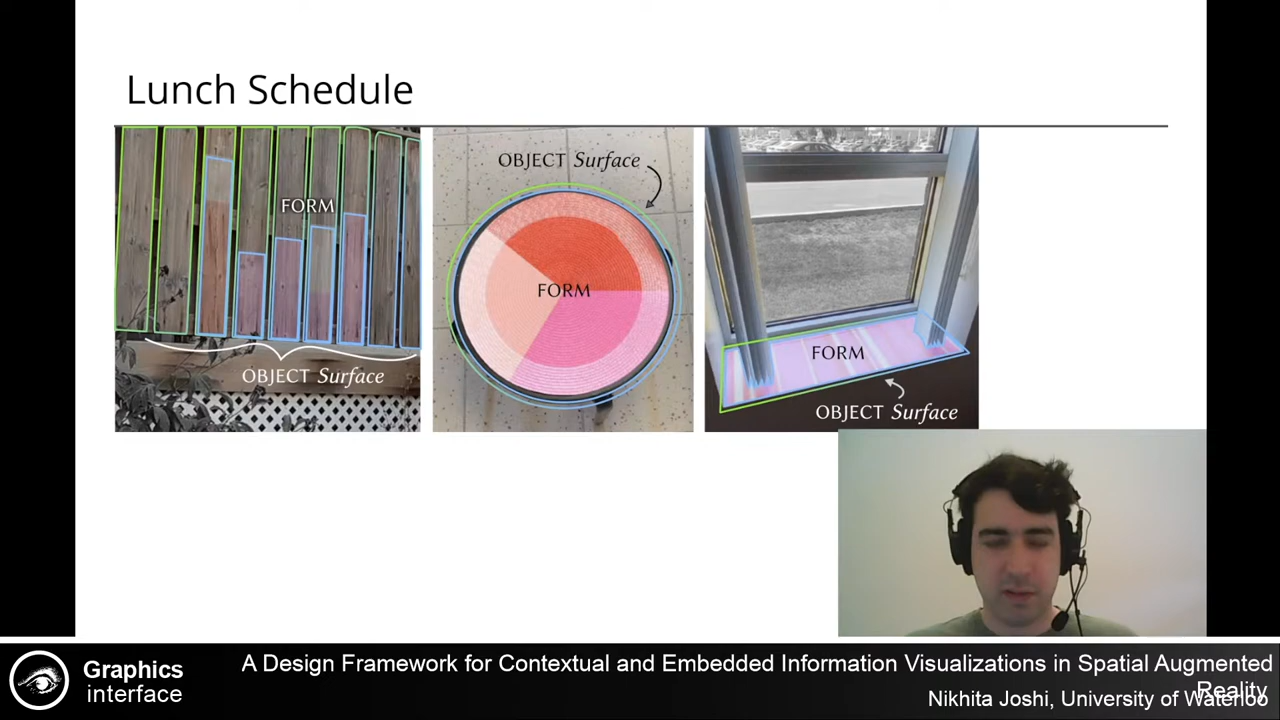 Lunch Schedule
FORM
OBJECT Surface
OBJECT Surface
FORM
FORM
OBJECT Surface
Graphics
interface
A Design Framework for Contextual and Embedded Information Visualizations in Spatial Augmented
Reality
Nikhita Joshi, University of Waterloo